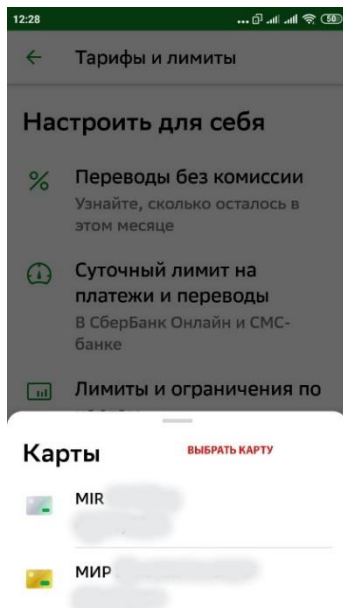 12:28
50
Тарифы и лимиты
Настроить для себя
Переводы без комиссии
Узнайте, сколько осталось в
этом месяце
Суточный лимит на
платежи и переводы
В СберБанк Онлайн и СМС-
банке
Лимиты и ограничения по
Карты
ВЫБРАТЬ КАРТУ
MIR
МИР